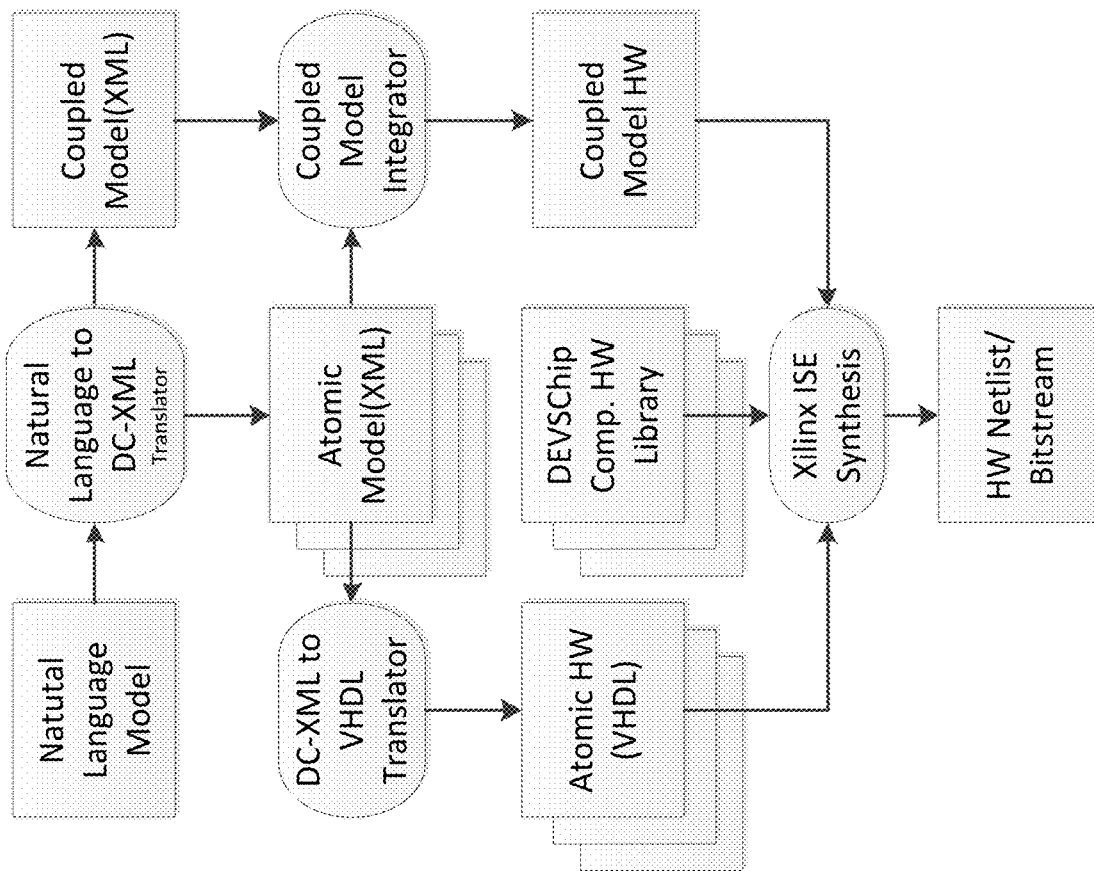 Natutal
Language
Model
Natural
Language to
DC-XML
Translator
Coupled
Model(XML)
DC-XML to
VHDL
Translator
Atomic
Model(XML)
Coupled
Model
Integrator
Atomic HW
(VHDL)
DEVSChip
Comp. HW
Library
Coupled
Model HW
Xilinx ISE
Synthesis
HW Netlist/
Bitstream